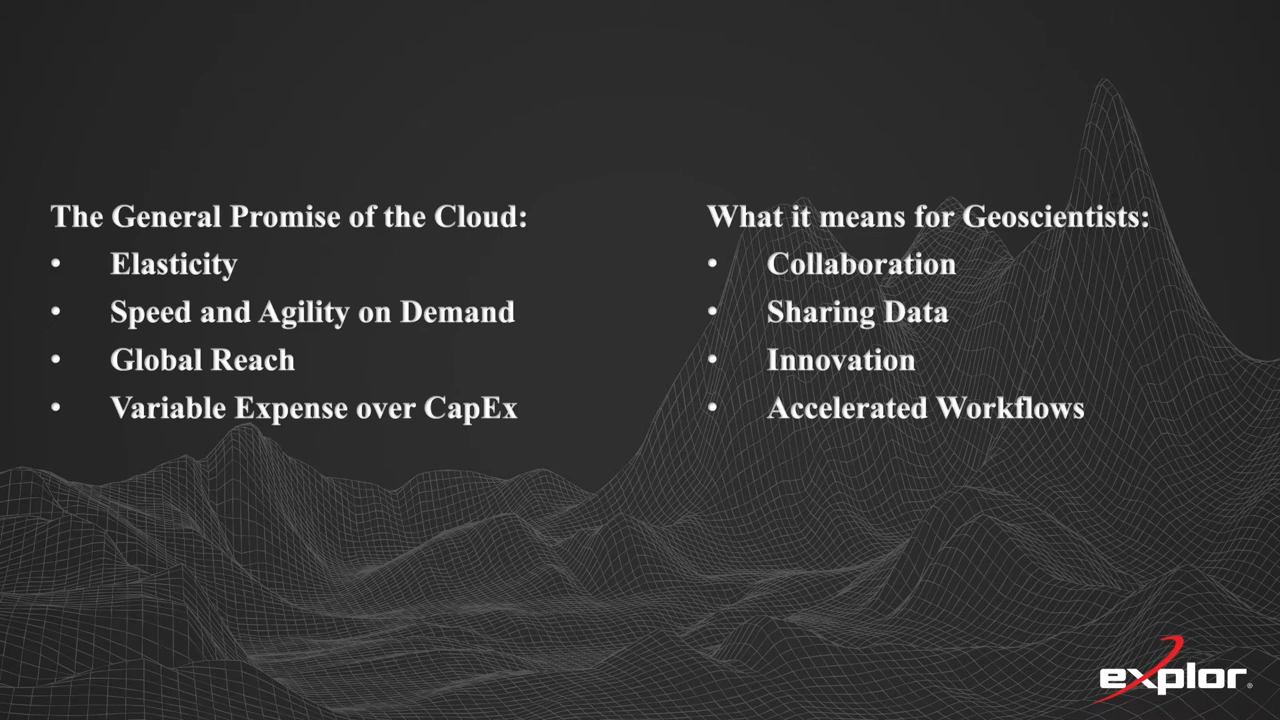 The General Promise of the Cloud:
• Elasticity
• Speed and Agility on Demand
• Global Reach
• Variable Expense over CapEx
What it means for Geoscientists:
• Collaboration
• Sharing Data
• Innovation
• Accelerated Workflows
explor®